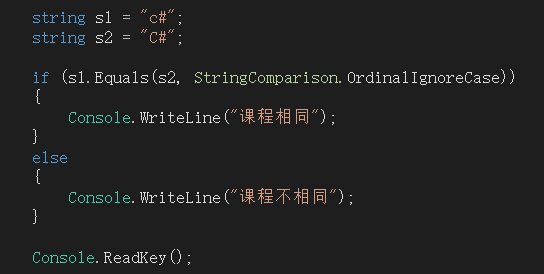 string s1 = "c#";
string s2 = "C#";
if (s1.Equals(s2, StringComparison.OrdinalIgnoreCase))
{
Console.WriteLine("课程相同");
}
else
{
Console.WriteLine("课程不相同");
}
Console.ReadKey();